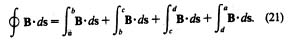 ∮ B·ds = ∫_a^b B·ds + ∫_b^c B·ds + ∫_c^d B·ds + ∫_d^a B·ds. (21)